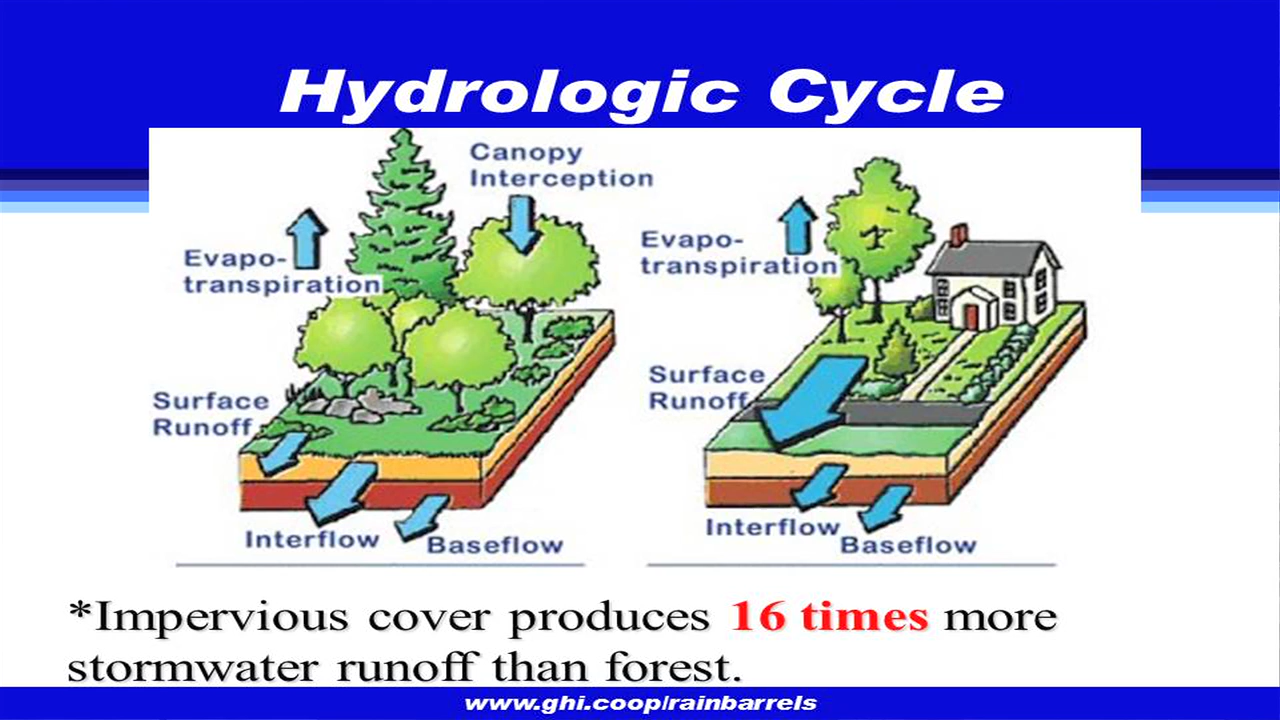 Hydrologic Cycle
Canopy
Interception
Evapo-
transpiration
Surface
Runoff
Interflow
Baseflow
Evapo-
transpiration
Surface
Runoff
Interflow
Baseflow
*Impervious cover produces 16 times more
stormwater runoff than forest.
www.ghi.coop/rainbarrels